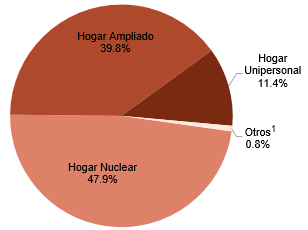 Hogar Ampliado
39.8%
Hogar
Unipersonal
11.4%
Otros¹
0.8%
Hogar Nuclear
47.9%